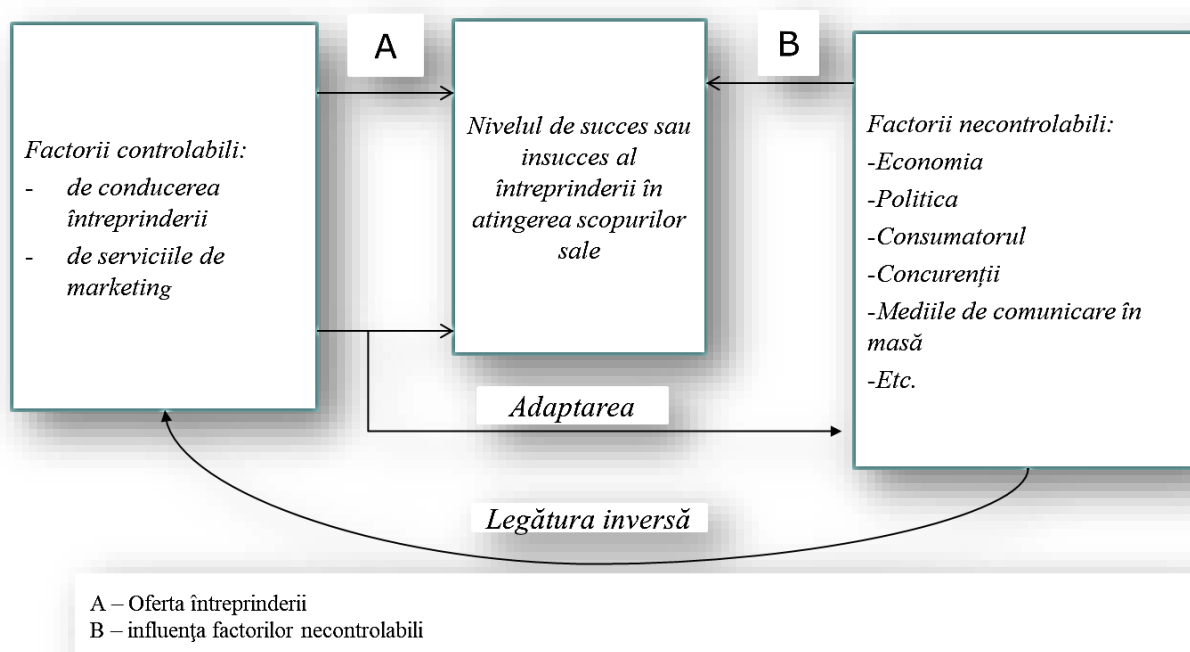 A
B
Factorii controlabili:
- de conducerea
întreprinderii
- de serviciile de
marketing
Nivelul de succes sau
insucces al
întreprinderii în
atingerea scopurilor
sale
Factorii necontrolabili:
-Economia
-Politica
-Consumatorul
-Concurenții
-Mediile de comunicare în
masă
-Etc.
Adaptarea
Legătura inversă
A – Oferta întreprinderii
B – influenţa factorilor necontrolabili